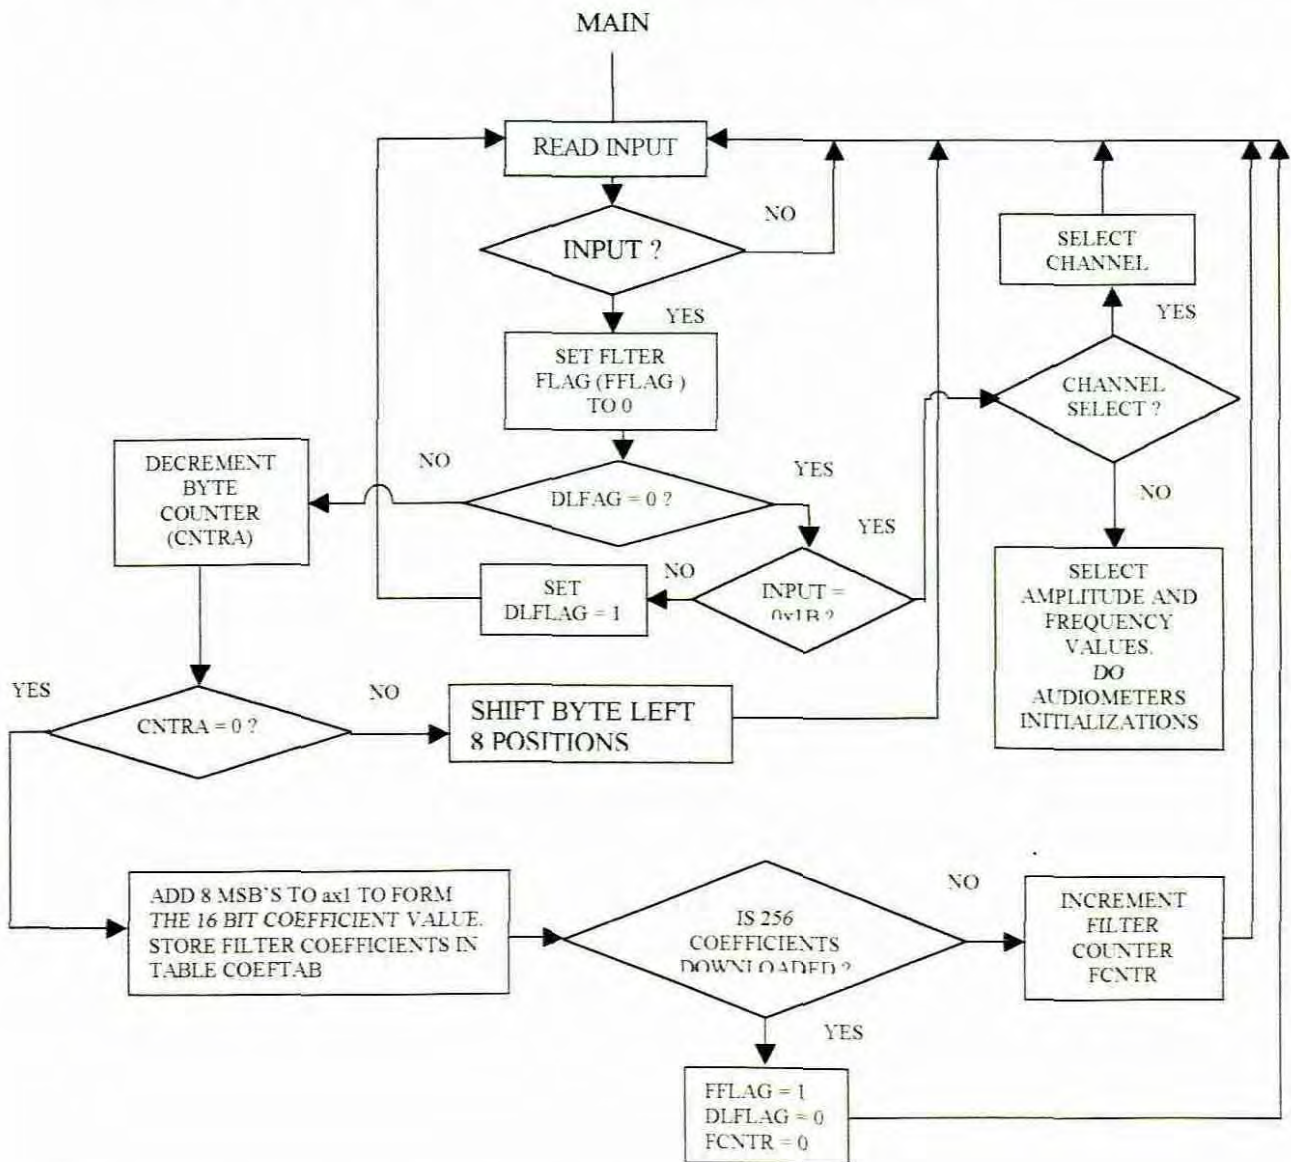 MAIN
READ INPUT
NO
INPUT ?
SELECT
CHANNEL
YES
YES
SET FLTER
FLAG (FFLAG )
TO 0
CHANNEL
SELECT ?
DECREMENT
BYTE
COUNTER
(CNTRA)
NO
YES
DLFAG = 0 ?
NO
YES
SET
DLFLAG = 1
NO
INPUT =
0x1B ?
SELECT
AMPLITUDE AND
FREQUENCY
VALUES.
DO
AUDIOMETERS
INITIALIZATIONS
YES
CNTRA = 0 ?
NO
SHIFT BYTE LEFT
8 POSITIONS
ADD 8 MSB'S TO ax1 TO FORM
THE 16 BIT COEFFICIENT VALUE.
STORE FILTER COEFFICIENTS IN
TABLE COEFTAB
IS 256
COEFFICIENTS
DOWNLOADED ?
NO
INCREMENT
FILTER
COUNTER
FCNTR
YES
FFLAG = 1
DLFLAG = 0
FCNTR = 0